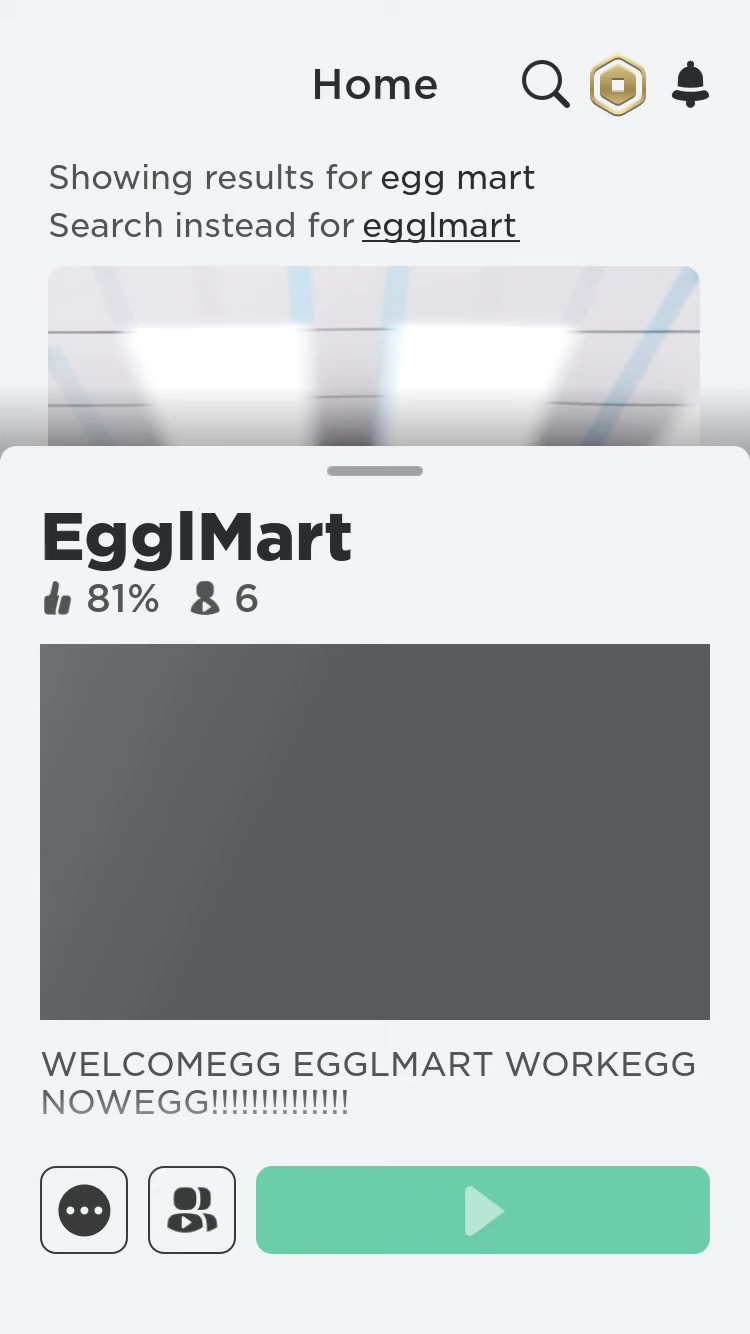 Home
Showing results for egg mart
Search instead for egglmart
EgglMart
81% 6
WELCOMEGG EGGLMART WORKEGG
NOWEGG!!!!!!!!!!!!!!